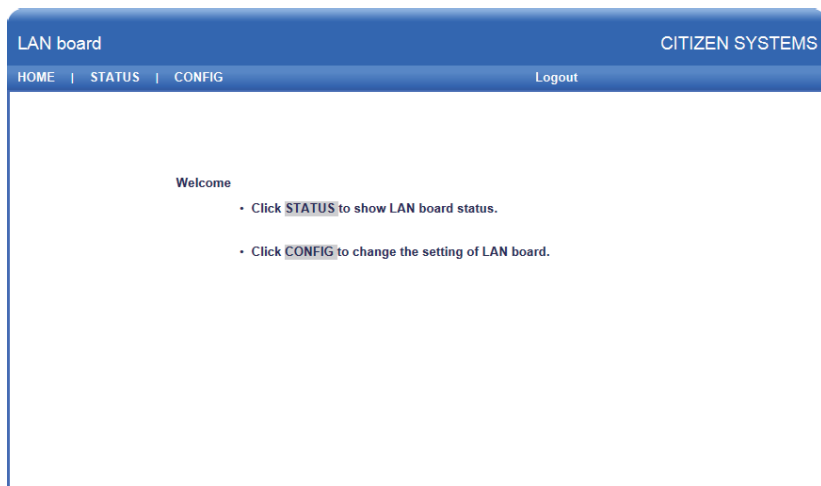 LAN board CITIZEN SYSTEMS
HOME | STATUS | CONFIG Logout
Welcome
• Click STATUS to show LAN board status.
• Click CONFIG to change the setting of LAN board.